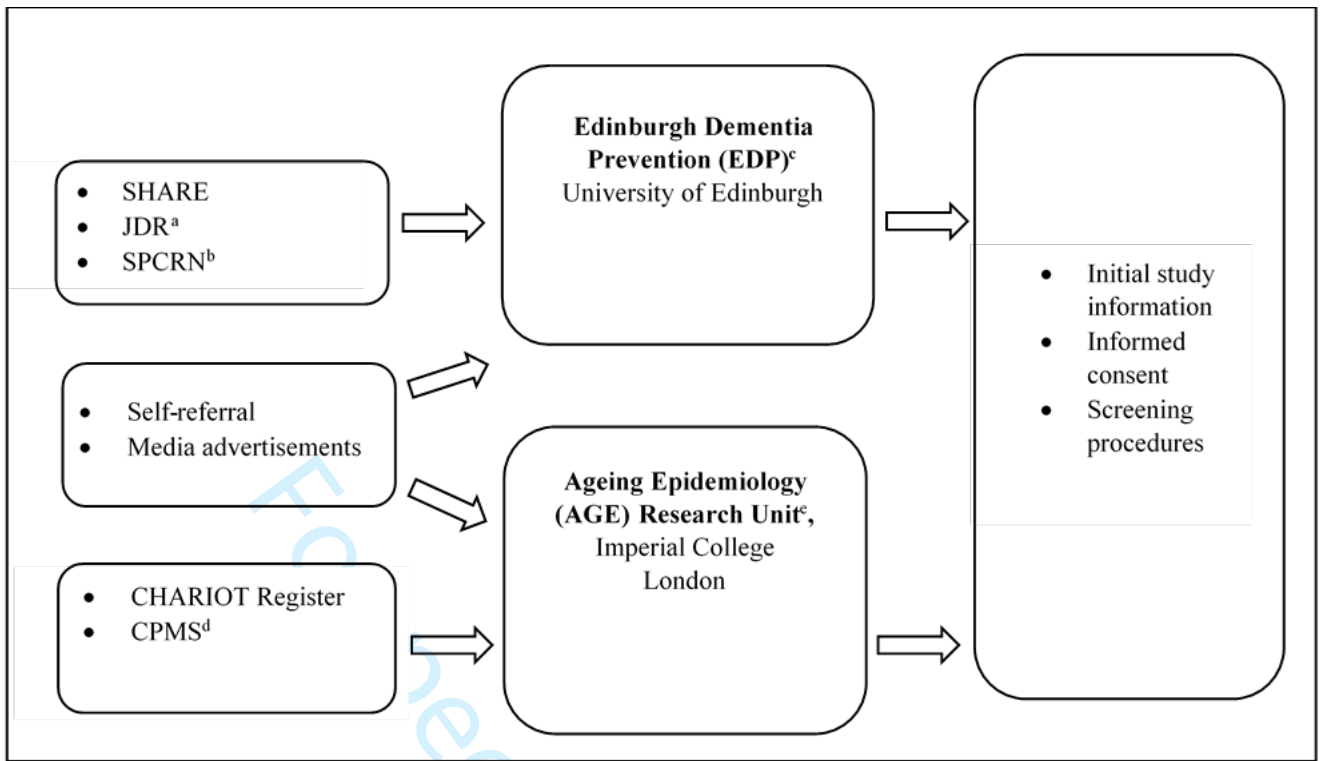 • SHARE
• JDRᵃ
• SPCRNᵇ
• Self-referral
• Media advertisements
• CHARIOT Register
• CPMSᵈ
Edinburgh Dementia
Prevention (EDP)ᶜ
University of Edinburgh
Ageing Epidemiology
(AGE) Research Unitᵉ,
Imperial College
London
• Initial study
information
• Informed
consent
• Screening
procedures